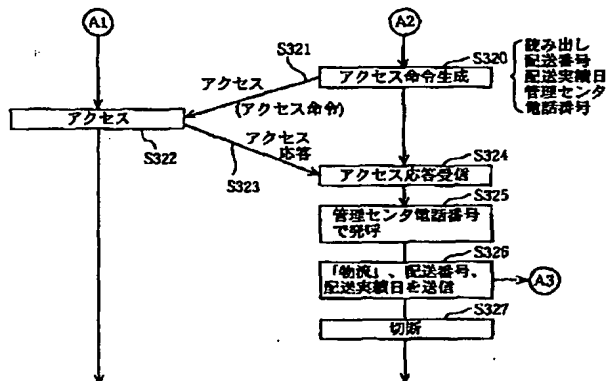 A1
A2
S321
S320
アクセス命令生成
読み出し
配送番号
配送実績日
管理センタ
電話番号
アクセス
(アクセス命令)
アクセス
S322
アクセス
応答
S323
S324
アクセス応答受信
S325
管理センタ電話番号
で発呼
S326
「物流」、配送番号、
配送実績日を送信
A3
S327
切断